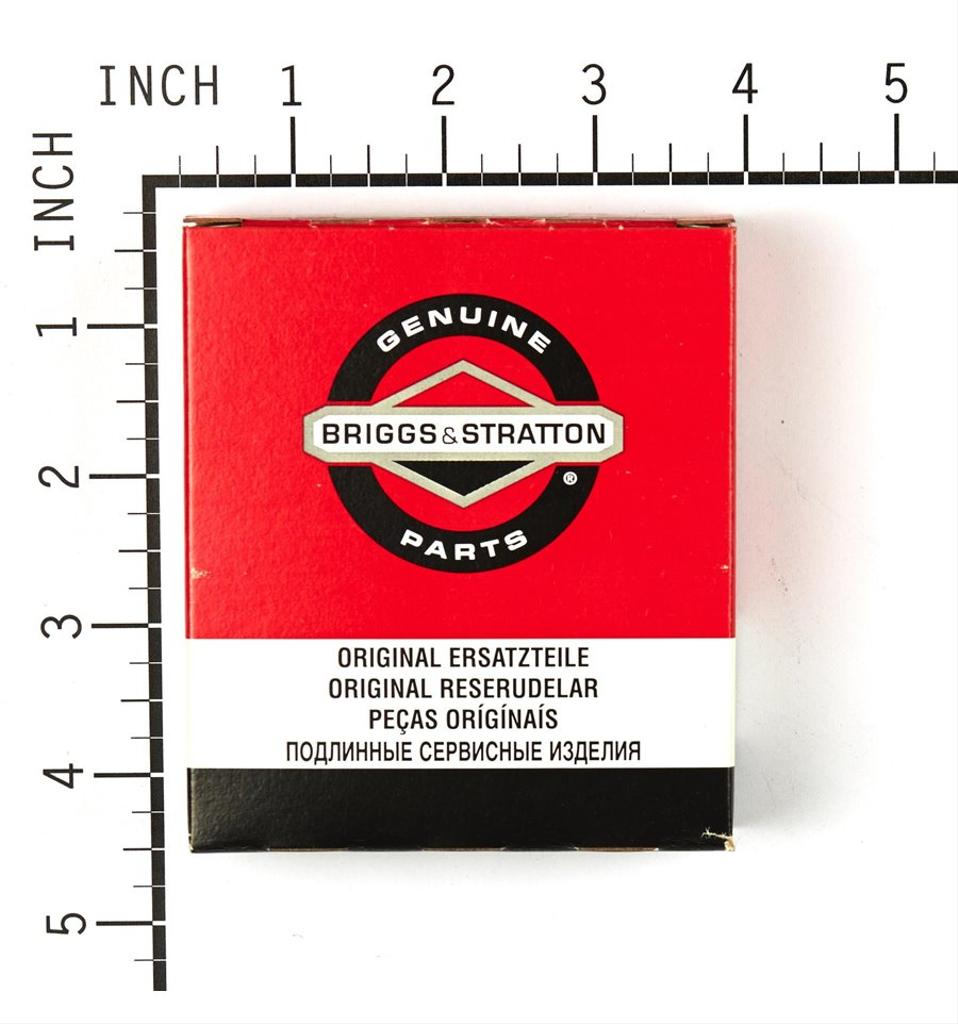 INCH 1 2 3 4 5
INCH
1
2
3
4
5
GENUINE
BRIGGS & STRATTON
®
PARTS
ORIGINAL ERSATZTEILE
ORIGINAL RESERUDELAR
PEÇAS ORÍGÍNAÍS
ПОДЛИННЫЕ СЕРВИСНЫЕ ИЗДЕЛИЯ